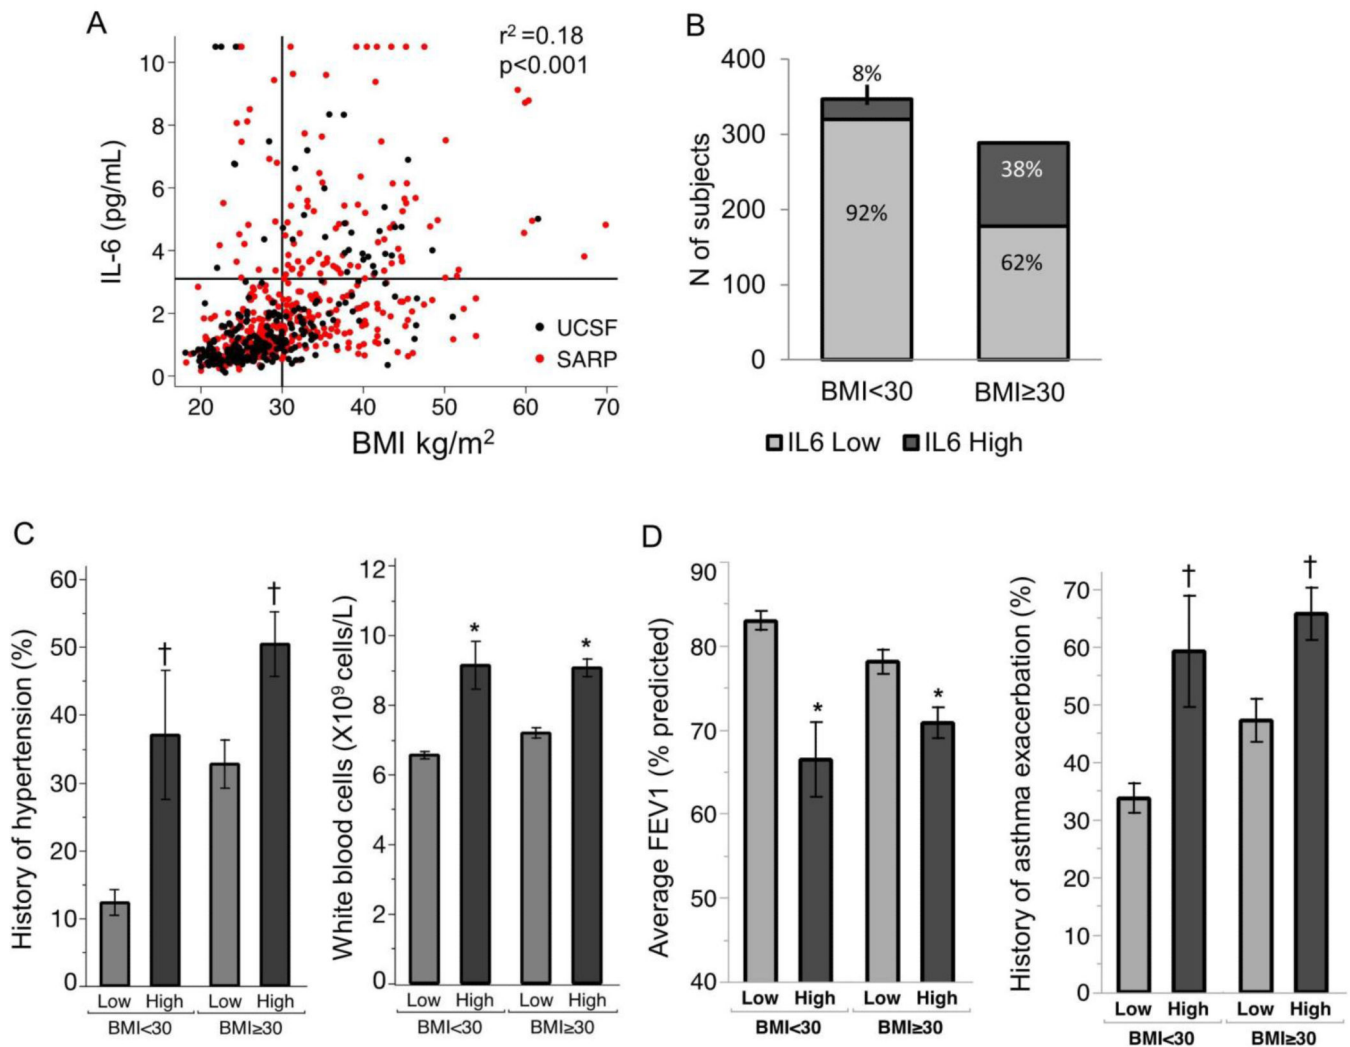 A
r² =0.18
p<0.001
IL-6 (pg/mL)
10
8
6
4
2
0
UCSF
SARP
20 30 40 50 60 70
BMI kg/m²
B
N of subjects
400
300
200
100
0
8%
92%
38%
62%
BMI<30 BMI≥30
IL6 Low IL6 High
C
History of hypertension (%)
60
50
40
30
20
10
0
† †
Low High Low High
BMI<30 BMI≥30
White blood cells (X10⁹ cells/L)
12
10
8
6
4
2
0
* *
Low High Low High
BMI<30 BMI≥30
D
Average FEV1 (% predicted)
90
80
70
60
50
40
* *
Low High Low High
BMI<30 BMI≥30
History of asthma exacerbation (%)
70
60
50
40
30
20
10
0
† †
Low High Low High
BMI<30 BMI≥30